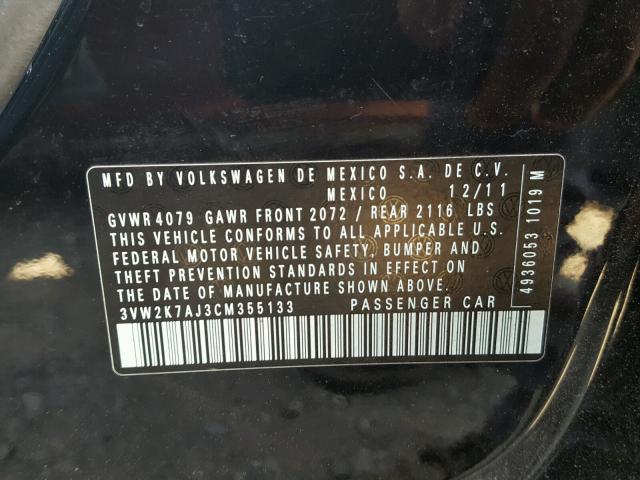 MFD BY VOLKSWAGEN DE MEXICO S.A. DE C.V.
MEXICO 12/11
GVWR 4079 GAWR FRONT 2072 / REAR 2116 LBS
THIS VEHICLE CONFORMS TO ALL APPLICABLE U.S.
FEDERAL MOTOR VEHICLE SAFETY, BUMPER AND
THEFT PREVENTION STANDARDS IN EFFECT ON
THE DATE OF MANUFACTURE SHOWN ABOVE.
3VW2K7AJ3CM355133 PASSENGER CAR
4936053 1019 M